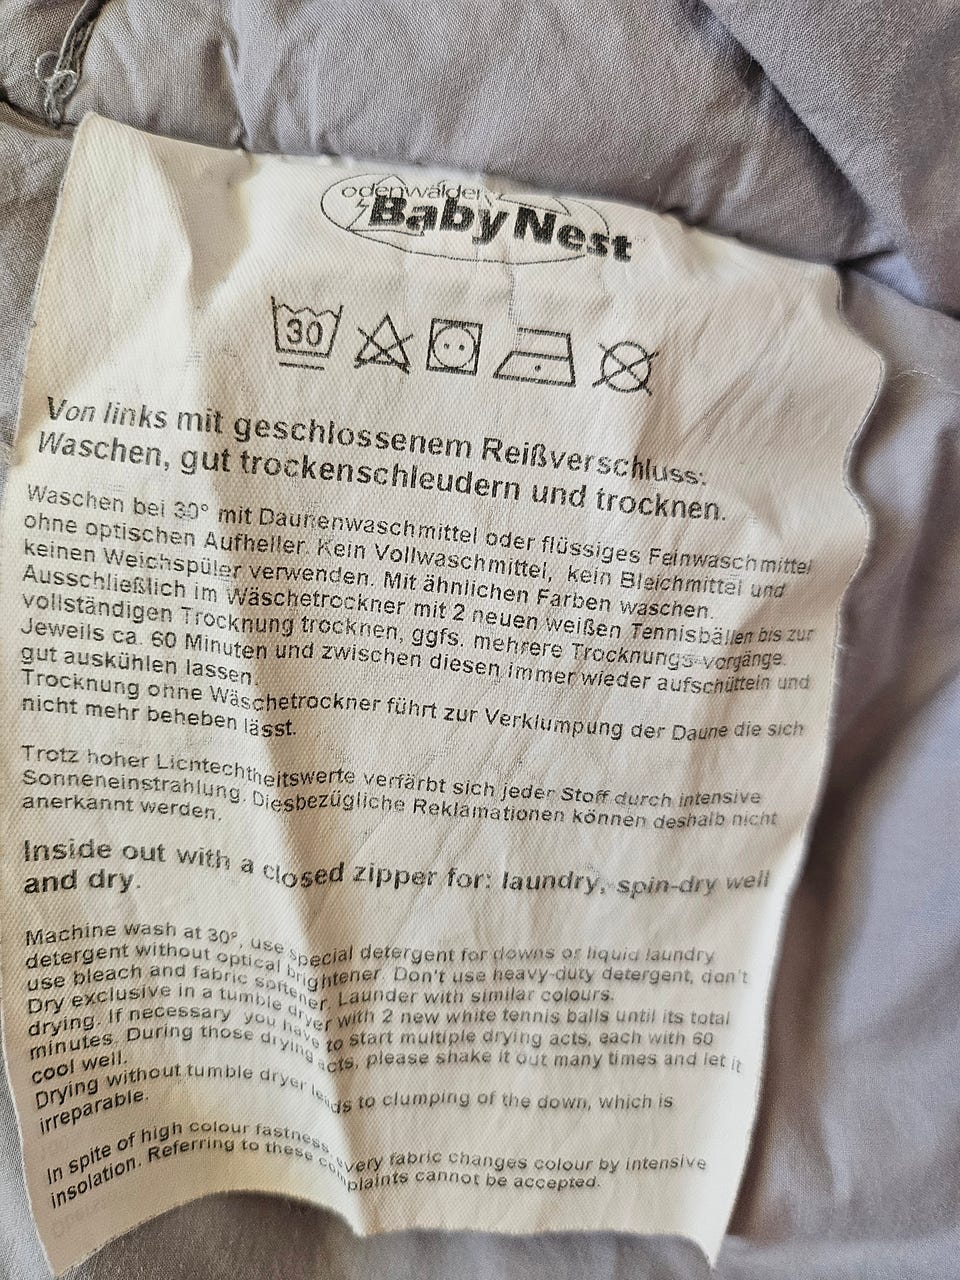 odenwälder
BabyNest
30
Von links mit geschlossenem Reißverschluss:
Waschen, gut trockenschleudern und trocknen.
Waschen bei 30° mit Daunenwaschmittel oder flüssiges Feinwaschmittel
ohne optischen Aufheller. Kein Vollwaschmittel, kein Bleichmittel und
keinen Weichspüler verwenden. Mit ähnlichen Farben waschen.
Ausschließlich im Wäschetrockner mit 2 neuen weißen Tennisbällen bis zur
vollständigen Trocknung trocknen, ggfs. mehrere Trocknungs-vorgänge.
Jeweils ca. 60 Minuten und zwischen diesen immer wieder aufschütteln und
gut auskühlen lassen.
Trocknung ohne Wäschetrockner führt zur Verklumpung der Daune die sich
nicht mehr beheben lässt.
Trotz hoher Lichtechtheitswerte verfärbt sich jeder Stoff durch intensive
Sonneneinstrahlung. Diesbezügliche Reklamationen können deshalb nicht
anerkannt werden.
Inside out with a closed zipper for: laundry, spin-dry well
and dry.
Machine wash at 30°, use special detergent for downs or liquid laundry
detergent without optical brightener. Don't use heavy-duty detergent, don't
use bleach and fabric softener. Launder with similar colours.
Dry exclusive in a tumble dryer with 2 new white tennis balls until its total
drying. If necessary you have to start multiple drying acts, each with 60
minutes. During those drying acts, please shake it out many times and let it
cool well.
Drying without tumble dryer leads to clumping of the down, which is
irreparable.
In spite of high colour fastness, every fabric changes colour by intensive
insolation. Referring to these complaints cannot be accepted.